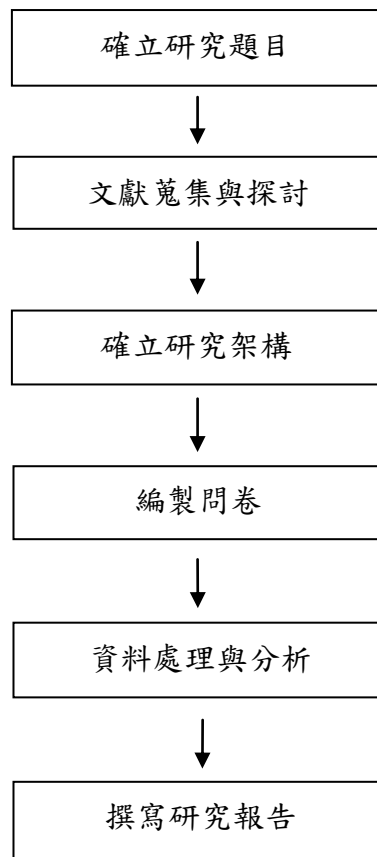 確立研究題目
文獻蒐集與探討
確立研究架構
編製問卷
資料處理與分析
撰寫研究報告